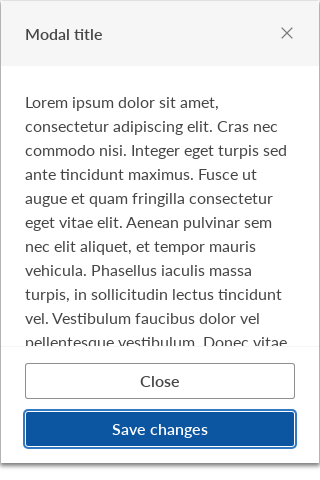 Modal title
Lorem ipsum dolor sit amet,
consectetur adipiscing elit. Cras nec
commodo nisi. Integer eget turpis sed
ante tincidunt maximus. Fusce ut
augue et quam fringilla consectetur
eget vitae elit. Aenean pulvinar sem
nec elit aliquet, et tempor mauris
vehicula. Phasellus iaculis massa
turpis, in sollicitudin lectus tincidunt
vel. Vestibulum faucibus dolor vel
pellentesque vestibulum. Donec vitae
Close
Save changes